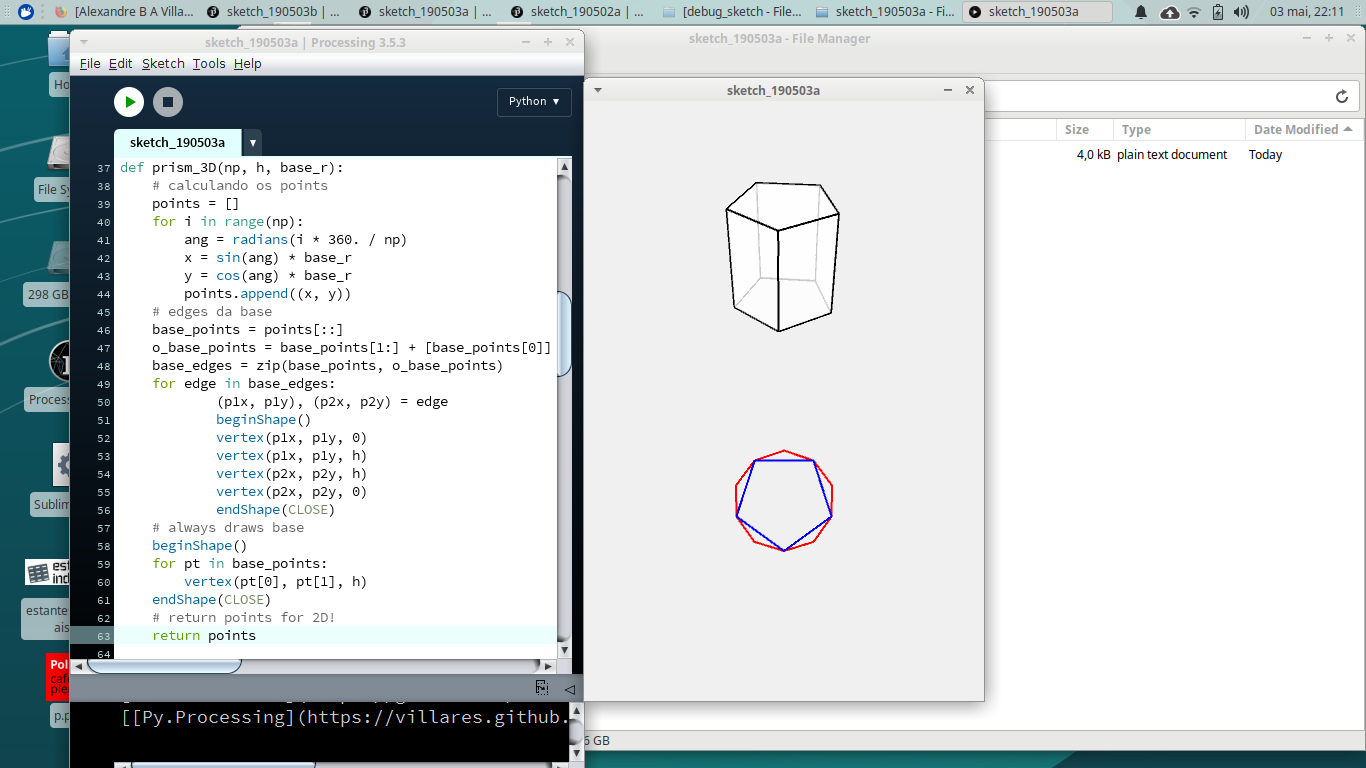 [Alexandre B A Villa...
sketch_190503b | ...
sketch_190503a | ...
sketch_190502a | ...
[debug_sketch - File...
sketch_190503a - Fi...
sketch_190503a
03 mai, 22:11
sketch_190503a | Processing 3.5.3
sketch_190503a - File Manager
File Edit Sketch Tools Help
Python ▾
sketch_190503a
37 def prism_3D(np, h, base_r):
38 # calculando os points
39 points = []
40 for i in range(np):
41 ang = radians(i * 360. / np)
42 x = sin(ang) * base_r
43 y = cos(ang) * base_r
44 points.append((x, y))
45 # edges da base
46 base_points = points[::]
47 o_base_points = base_points[1:] + [base_points[0]]
48 base_edges = zip(base_points, o_base_points)
49 for edge in base_edges:
50 (p1x, p1y), (p2x, p2y) = edge
51 beginShape()
52 vertex(p1x, p1y, 0)
53 vertex(p1x, p1y, h)
54 vertex(p2x, p2y, h)
55 vertex(p2x, p2y, 0)
56 endShape(CLOSE)
57 # always draws base
58 beginShape()
59 for pt in base_points:
60 vertex(pt[0], pt[1], h)
61 endShape(CLOSE)
62 # return points for 2D!
63 return points
64
[[Py.Processing](https://villares.github.
sketch_190503a
Size Type Date Modified
4,0 kB plain text document Today
6 GB
Ho
File Sy
298 GB
Process
Sublim
est
ind
estante
ais
Pol
café
pie
p.p